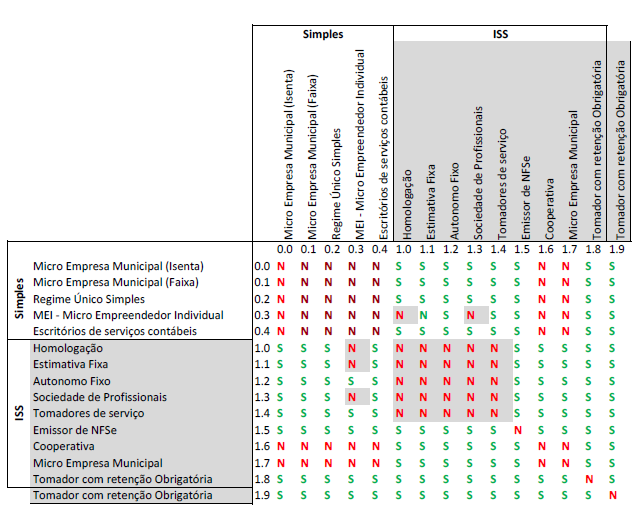 Simples ISS
Micro Empresa Municipal (Isenta)
Micro Empresa Municipal (Faixa)
Regime Único Simples
MEI - Micro Empreendedor Individual
Escritórios de serviços contábeis
Homologação
Estimativa Fixa
Autonomo Fixo
Sociedade de Profissionais
Tomadores de serviço
Emissor de NFSe
Cooperativa
Micro Empresa Municipal
Tomador com retenção Obrigatória
Tomador com retenção Obrigatória
0.0 0.1 0.2 0.3 0.4 1.0 1.1 1.2 1.3 1.4 1.5 1.6 1.7 1.8 1.9
Simples
Micro Empresa Municipal (Isenta) 0.0 N N N N N S S S S S S N N S S
Micro Empresa Municipal (Faixa) 0.1 N N N N N S S S S S S N N S S
Regime Único Simples 0.2 N N N N N S S S S S S N N S S
MEI - Micro Empreendedor Individual 0.3 N N N N N N N S N S S N N S S
Escritórios de serviços contábeis 0.4 N N N N N S S S S S S N N S S
ISS
Homologação 1.0 S S S N S N N N N N S S S S S
Estimativa Fixa 1.1 S S S N S N N N N N S S S S S
Autonomo Fixo 1.2 S S S S S N N N N N S S S S S
Sociedade de Profissionais 1.3 S S S N S N N N N N S S S S S
Tomadores de serviço 1.4 S S S S S N N N N N S S S S S
Emissor de NFSe 1.5 S S S S S S S S S S N S S S S
Cooperativa 1.6 N N N N N S S S S S S N N S S
Micro Empresa Municipal 1.7 N N N N N S S S S S S N N S S
Tomador com retenção Obrigatória 1.8 S S S S S S S S S S S S S N S
Tomador com retenção Obrigatória 1.9 S S S S S S S S S S S S S S N